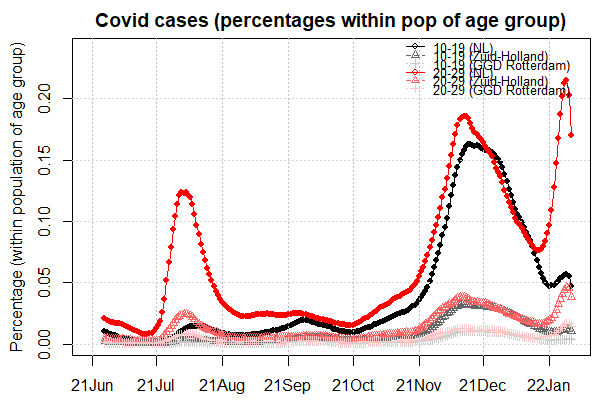 Covid cases (percentages within pop of age group)
10-19 (NL)
10-19 (Zuid-Holland)
10-19 (GGD Rotterdam)
20-29 (NL)
20-29 (Zuid-Holland)
20-29 (GGD Rotterdam)
Percentage (within population of age group)
0.20
0.15
0.10
0.05
0.00
21Jun 21Jul 21Aug 21Sep 21Oct 21Nov 21Dec 22Jan